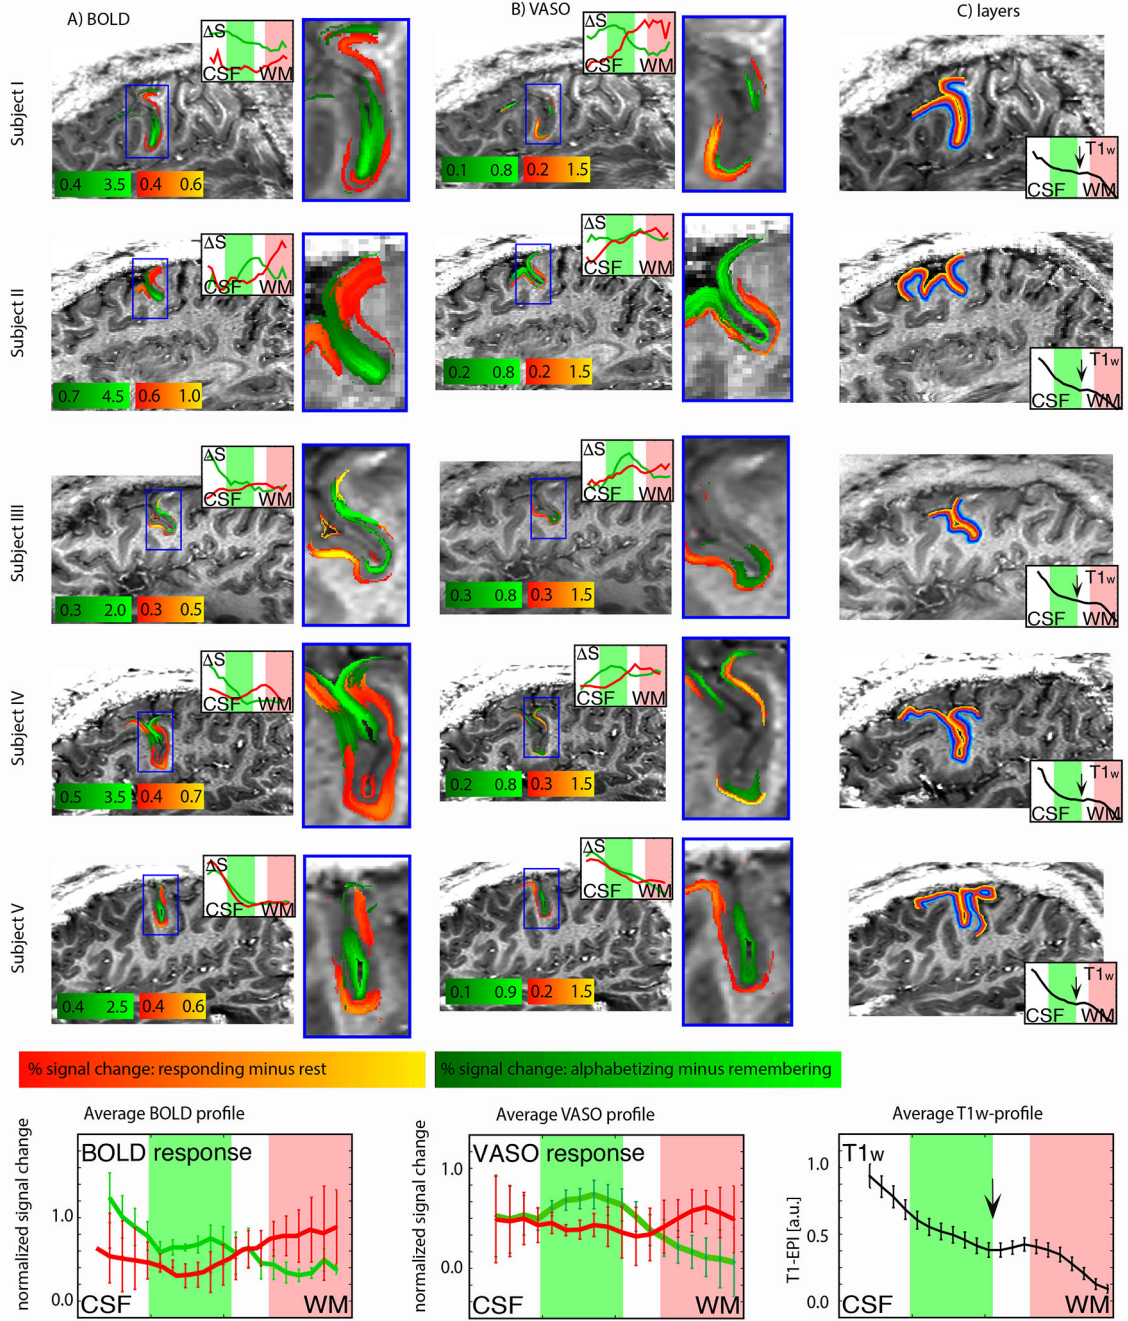 A) BOLD
B) VASO
C) layers
Subject I
ΔS
CSF WM
0.4 3.5 0.4 0.6
ΔS
CSF WM
0.1 0.8 0.2 1.5
T1w
CSF WM
Subject II
ΔS
CSF WM
0.7 4.5 0.6 1.0
ΔS
CSF WM
0.2 0.8 0.2 1.5
T1w
CSF WM
Subject IIII
ΔS
CSF WM
0.3 2.0 0.3 0.5
ΔS
CSF WM
0.3 0.8 0.3 1.5
T1w
CSF WM
Subject IV
ΔS
CSF WM
0.5 3.5 0.4 0.7
ΔS
CSF WM
0.2 0.8 0.3 1.5
T1w
CSF WM
Subject V
ΔS
CSF WM
0.4 2.5 0.4 0.6
ΔS
CSF WM
0.1 0.9 0.2 1.5
T1w
CSF WM
% signal change: responding minus rest
% signal change: alphabetizing minus remembering
Average BOLD profile
normalized signal change
BOLD response
1.0
0.0
CSF WM
Average VASO profile
normalized signal change
VASO response
1.0
0.0
CSF WM
Average T1w-profile
T1-EPI [a.u.]
T1w
1.0
0.5
0.0
CSF WM